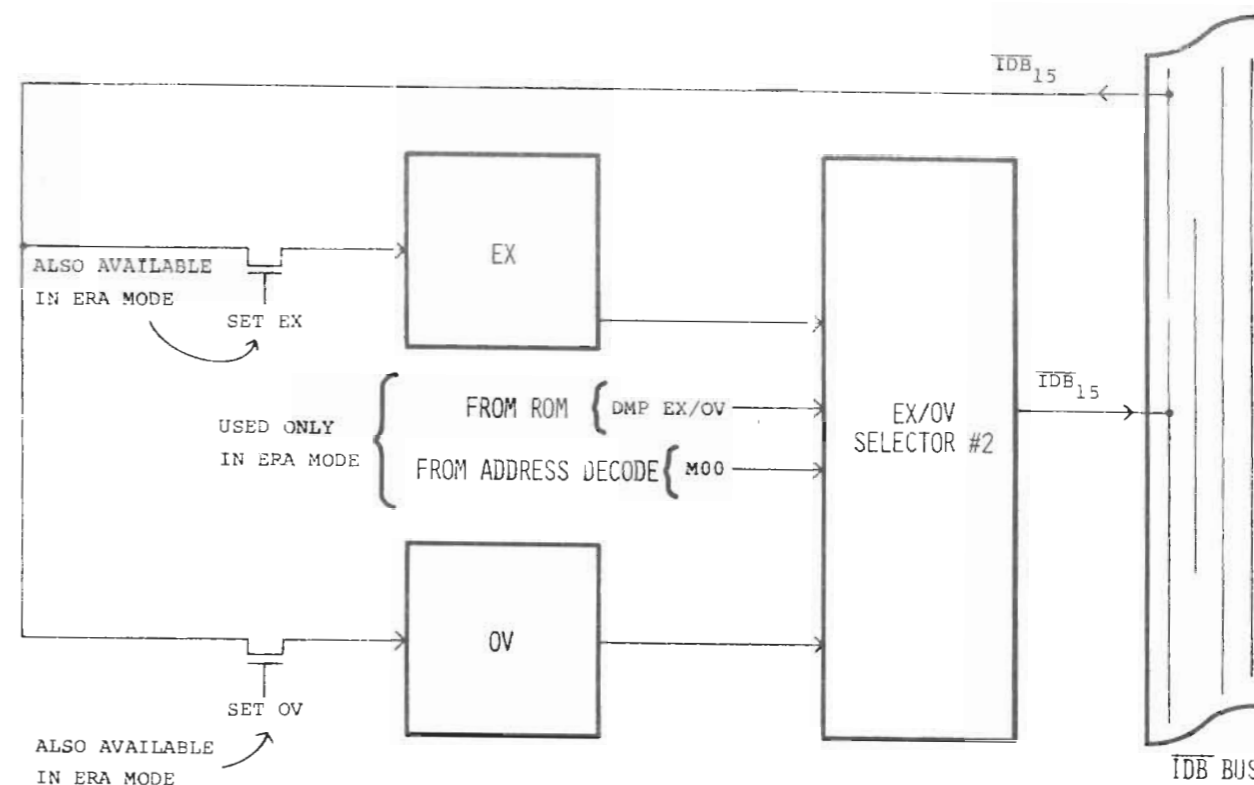 IDB15
EX
ALSO AVAILABLE
IN ERA MODE
SET EX
IDB15
FROM ROM { DMP EX/OV
USED ONLY
IN ERA MODE
EX/OV
SELECTOR #2
FROM ADDRESS DECODE { M00
OV
SET OV
ALSO AVAILABLE
IN ERA MODE
IDB BUS